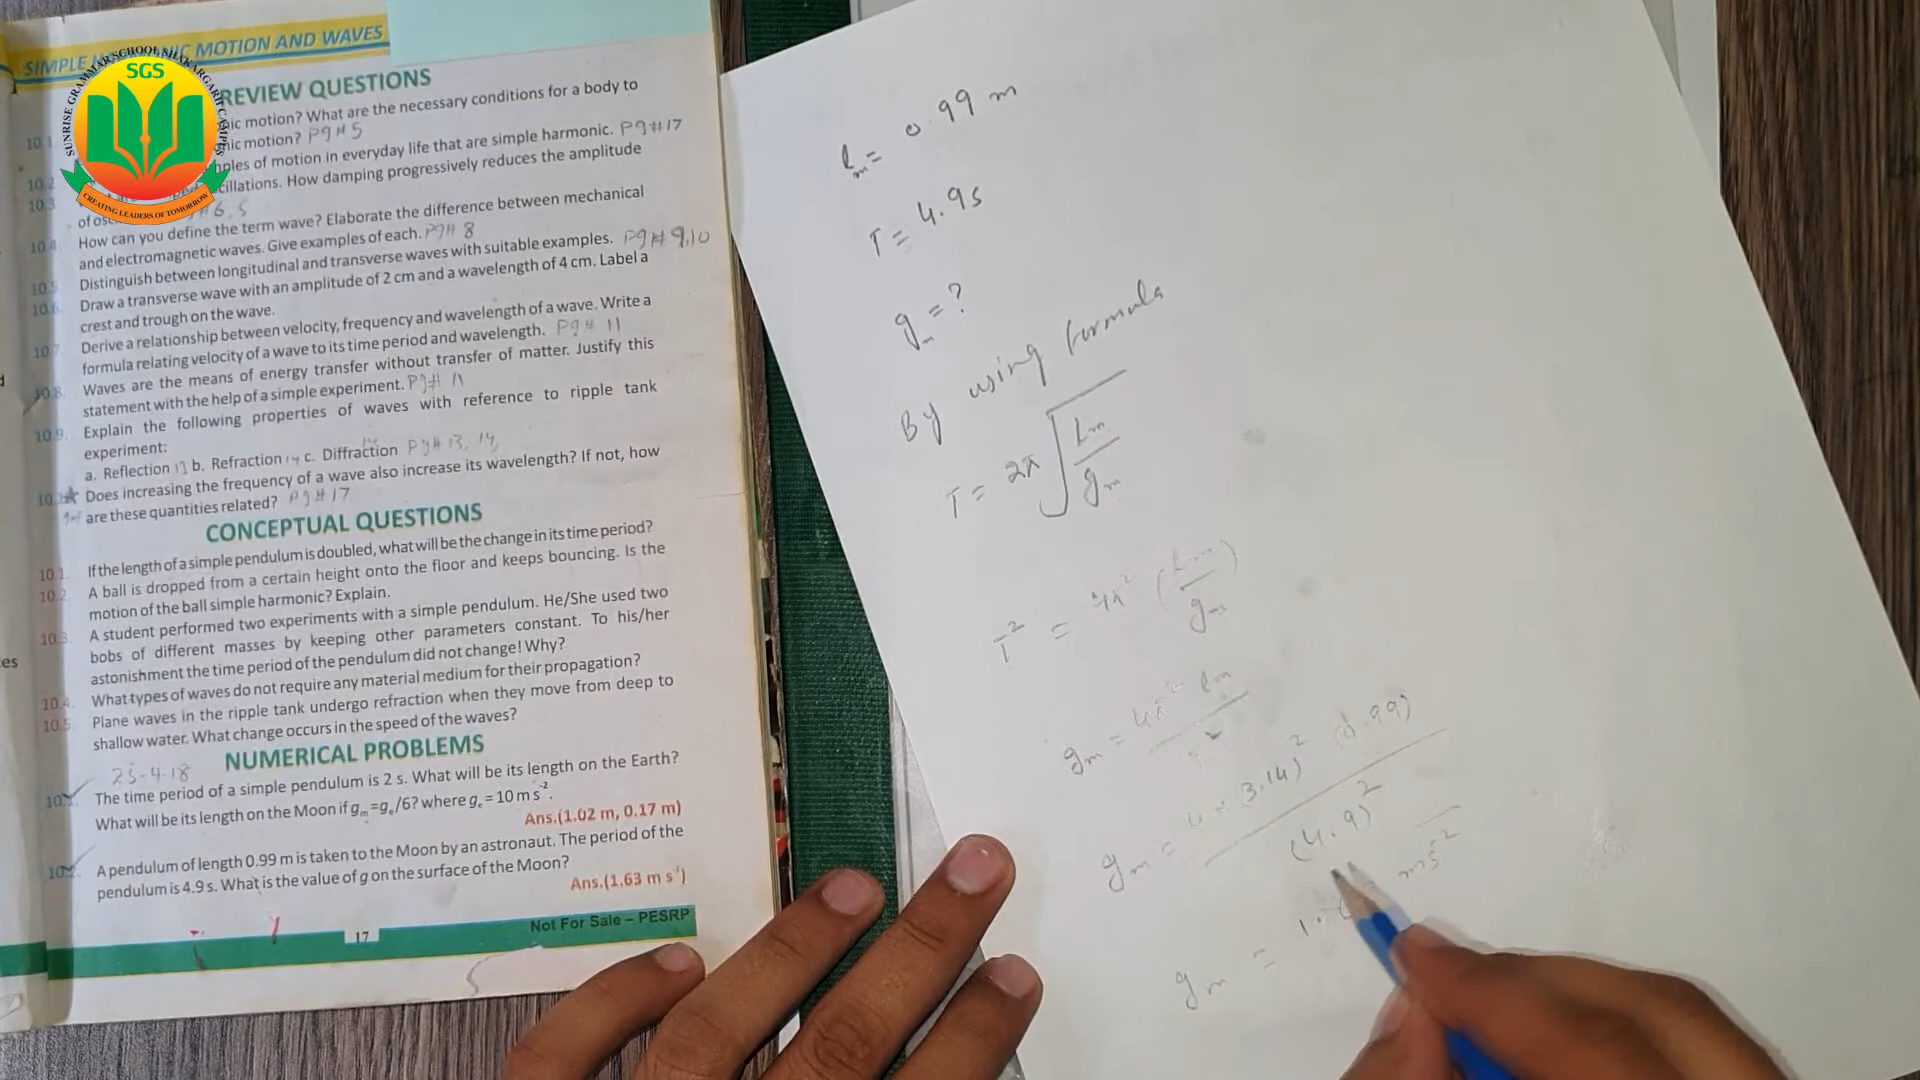 SIMPLE MOTION AND WAVES
SGS
SUNRISE GRAMMAR SCHOOL SHAKARGARH CAMPUS
CREATING LEADERS OF TOMORROW
REVIEW QUESTIONS
10.1 motion? What are the necessary conditions for a body to
motion? Pg#5
10.2 of motion in everyday life that are simple harmonic. Pg#17
10.3 How damping progressively reduces the amplitude
6,5
10.4 How can you define the term wave? Elaborate the difference between mechanical
and electromagnetic waves. Give examples of each. Pg# 8
10.5. Distinguish between longitudinal and transverse waves with suitable examples. Pg# 9,10
10.6. Draw a transverse wave with an amplitude of 2 cm and a wavelength of 4 cm. Label a
crest and trough on the wave.
10.7. Derive a relationship between velocity, frequency and wavelength of a wave. Write a
formula relating velocity of a wave to its time period and wavelength. Pg# 11
10.8. Waves are the means of energy transfer without transfer of matter. Justify this
statement with the help of a simple experiment. Pg# 11
10.9. Explain the following properties of waves with reference to ripple tank
experiment:
a. Reflection 13 b. Refraction 14 c. Diffraction 14 Pg# 13, 14,
10. Does increasing the frequency of a wave also increase its wavelength? If not, how
are these quantities related? Pg#17
CONCEPTUAL QUESTIONS
10.1. If the length of a simple pendulum is doubled, what will be the change in its time period?
10.2. A ball is dropped from a certain height onto the floor and keeps bouncing. Is the
motion of the ball simple harmonic? Explain.
10.3. A student performed two experiments with a simple pendulum. He/She used two
bobs of different masses by keeping other parameters constant. To his/her
astonishment the time period of the pendulum did not change! Why?
10.4. What types of waves do not require any material medium for their propagation?
10.5. Plane waves in the ripple tank undergo refraction when they move from deep to
shallow water. What change occurs in the speed of the waves?
NUMERICAL PROBLEMS
25-4-18
10.1. The time period of a simple pendulum is 2 s. What will be its length on the Earth?
What will be its length on the Moon if gₘ=gₑ/6? where gₑ = 10 m s⁻².
Ans.(1.02 m, 0.17 m)
10.2. A pendulum of length 0.99 m is taken to the Moon by an astronaut. The period of the
pendulum is 4.9 s. What is the value of g on the surface of the Moon?
Ans.(1.63 m s⁻²)
17
Not For Sale – PESRP
lₘ = 0.99 m
T = 4.9s
gₘ = ?
By using formula
T = 2π √(Lₘ/gₘ)
T² = 4π² (Lₘ/gₘ)
gₘ = 4π² lₘ
gₘ = 4 × (3.14)² (0.99) / (4.9)²
gₘ = 1. ms⁻²